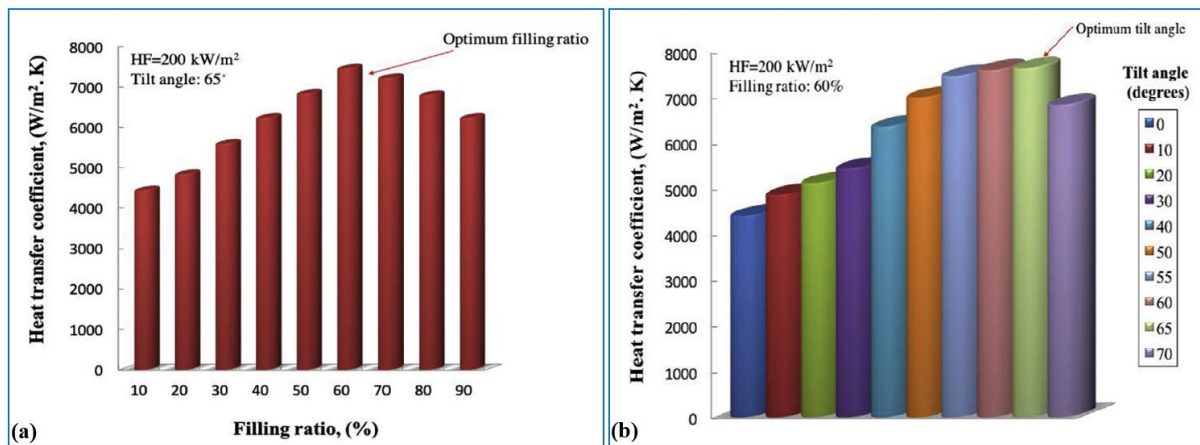 HF=200 kW/m²
Tilt angle: 65°
Optimum filling ratio
Heat transfer coefficient, (W/m². K)
8000
7000
6000
5000
4000
3000
2000
1000
0
10 20 30 40 50 60 70 80 90
Filling ratio, (%)
(a)
HF=200 kW/m²
Filling ratio: 60%
Optimum tilt angle
Heat transfer coefficient, (W/m². K)
8000
7000
6000
5000
4000
3000
2000
1000
0
Tilt angle
(degrees)
0
10
20
30
40
50
55
60
65
70
(b)